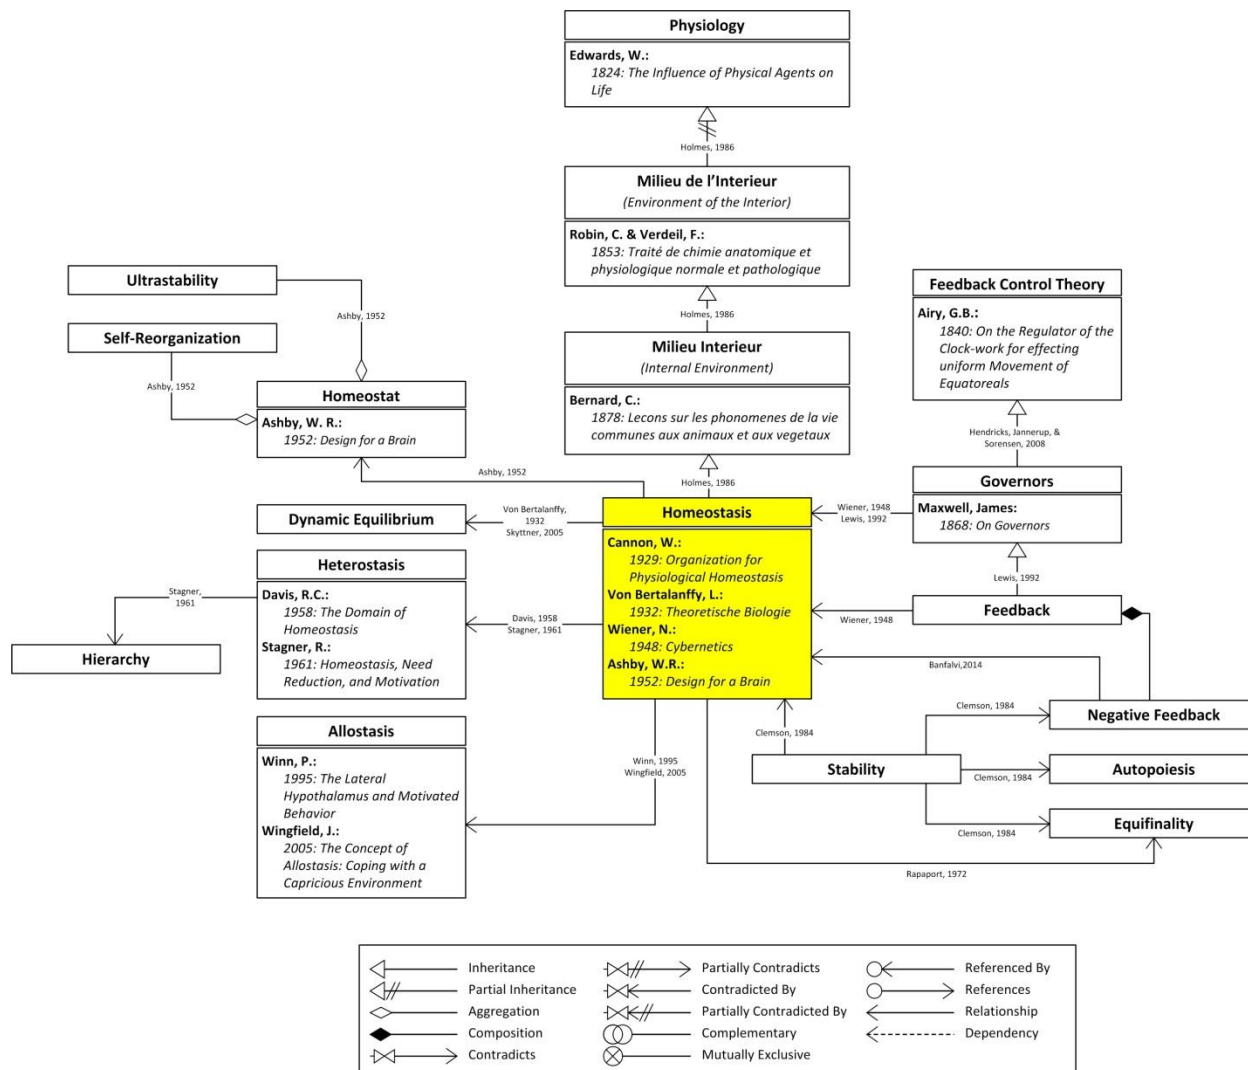 Physiology
Edwards, W.:
1824: The Influence of Physical Agents on
Life
Holmes, 1986
Milieu de l'Interieur
(Environment of the Interior)
Robin, C. & Verdeil, F.:
1853: Traité de chimie anatomique et
physiologique normale et pathologique
Holmes, 1986
Milieu Interieur
(Internal Environment)
Bernard, C.:
1878: Lecons sur les phonomenes de la vie
communes aux animaux et aux vegetaux
Holmes, 1986
Ultrastability
Ashby, 1952
Self-Reorganization
Ashby, 1952
Homeostat
Ashby, W. R.:
1952: Design for a Brain
Ashby, 1952
Feedback Control Theory
Airy, G.B.:
1840: On the Regulator of the
Clock-work for effecting
uniform Movement of
Equatoreals
Hendricks, Jannerup, &
Sorensen, 2008
Governors
Maxwell, James:
1868: On Governors
Wiener, 1948
Lewis, 1992
Lewis, 1992
Feedback
Wiener, 1948
Homeostasis
Cannon, W.:
1929: Organization for
Physiological Homeostasis
Von Bertalanffy, L.:
1932: Theoretische Biologie
Wiener, N.:
1948: Cybernetics
Ashby, W.R.:
1952: Design for a Brain
Dynamic Equilibrium
Von Bertalanffy,
1932
Skyttner, 2005
Heterostasis
Davis, R.C.:
1958: The Domain of
Homeostasis
Stagner, R.:
1961: Homeostasis, Need
Reduction, and Motivation
Davis, 1958
Stagner, 1961
Stagner,
1961
Hierarchy
Allostasis
Winn, P.:
1995: The Lateral
Hypothalamus and Motivated
Behavior
Wingfield, J.:
2005: The Concept of
Allostasis: Coping with a
Capricious Environment
Winn, 1995
Wingfield, 2005
Banfalvi,2014
Clemson, 1984
Stability
Clemson, 1984
Negative Feedback
Clemson, 1984
Autopoiesis
Clemson, 1984
Equifinality
Rapaport, 1972
Inheritance
Partial Inheritance
Aggregation
Composition
Contradicts
Partially Contradicts
Contradicted By
Partially Contradicted By
Complementary
Mutually Exclusive
Referenced By
References
Relationship
Dependency